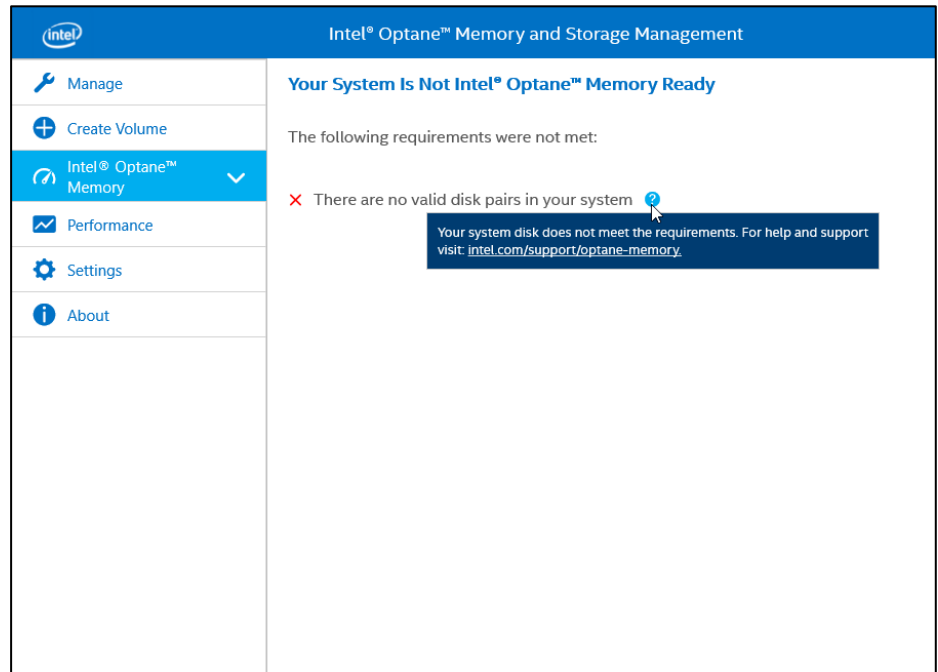 intel
Intel® Optane™ Memory and Storage Management
Manage
Create Volume
Intel® Optane™
Memory
Performance
Settings
About
Your System Is Not Intel® Optane™ Memory Ready
The following requirements were not met:
There are no valid disk pairs in your system ?
Your system disk does not meet the requirements. For help and support
visit: intel.com/support/optane-memory.